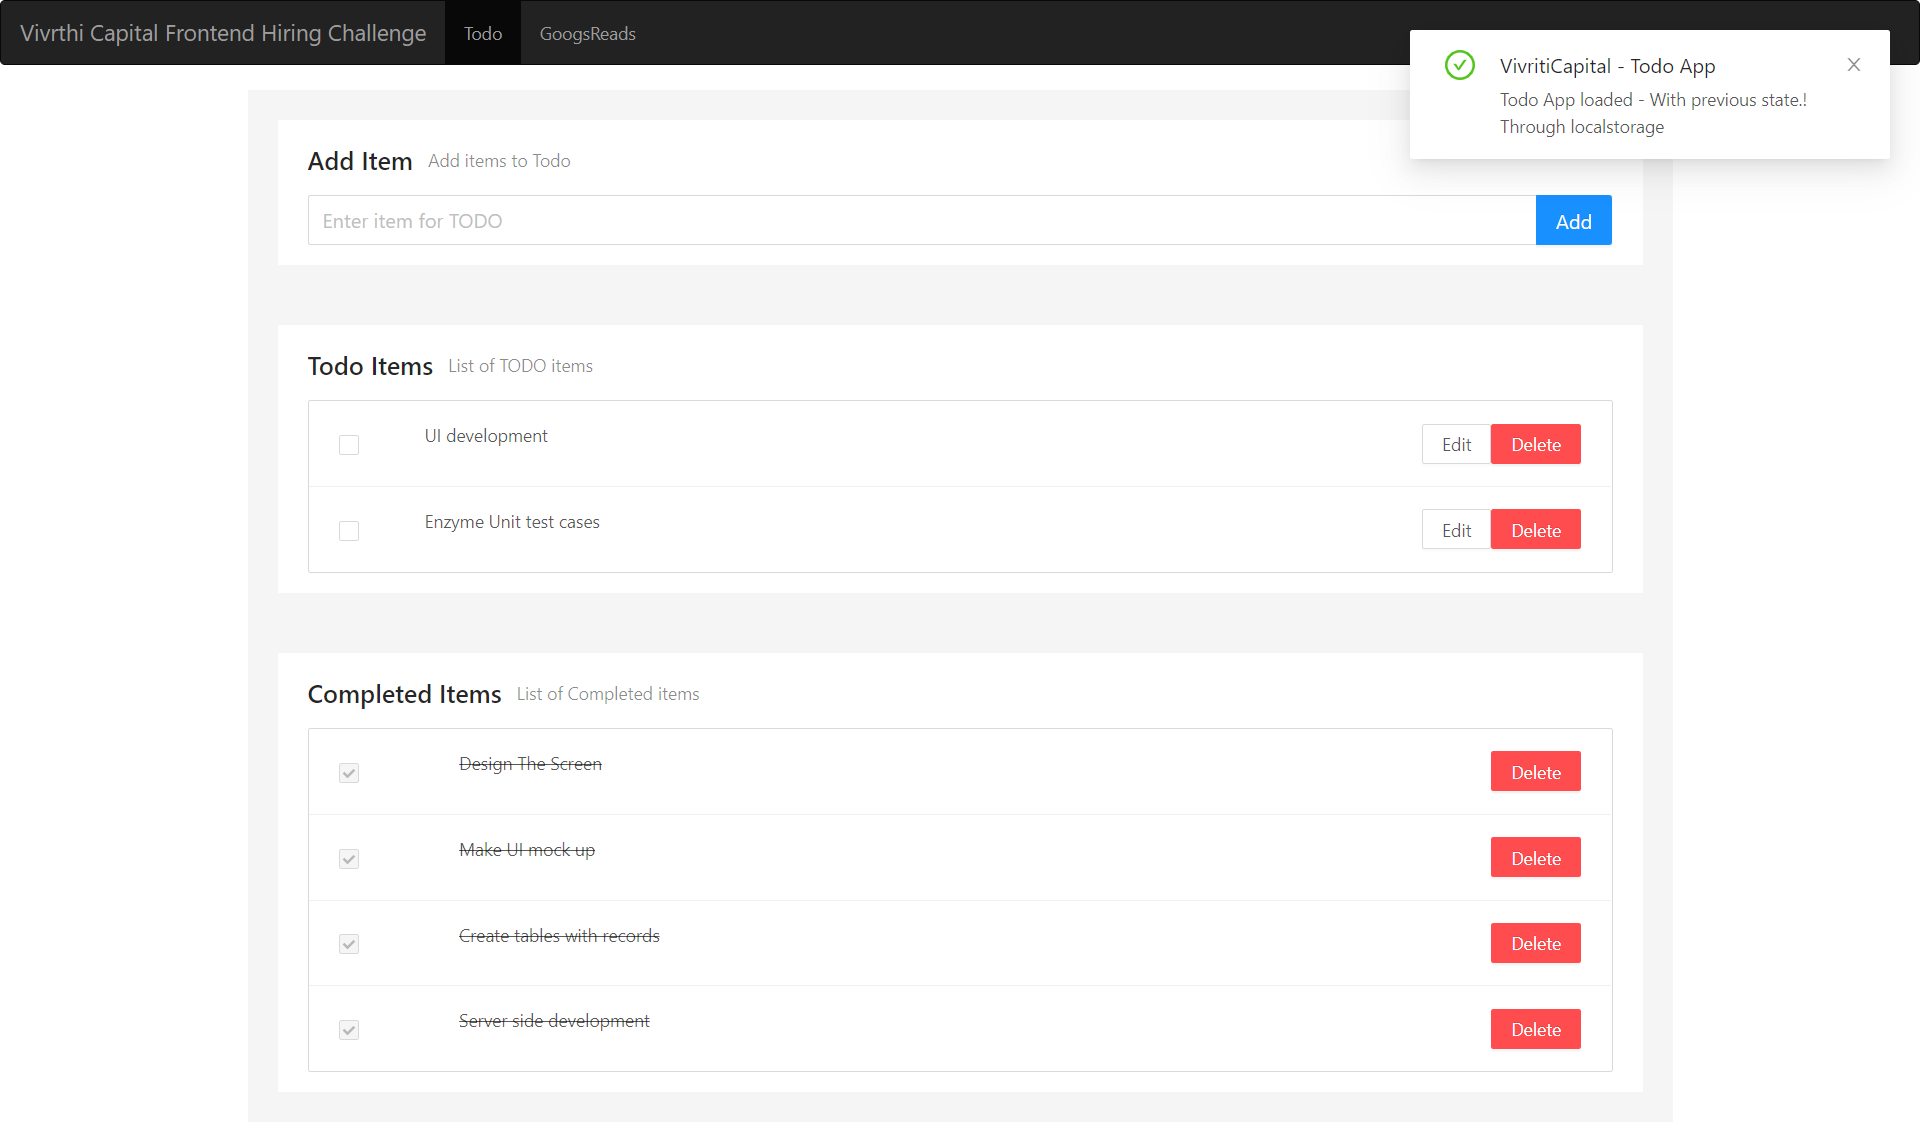 Vivrthi Capital Frontend Hiring Challenge Todo GoogsReads
VivritiCapital - Todo App
Todo App loaded - With previous state.!
Through localstorage
Add Item Add items to Todo
Enter item for TODO Add
Todo Items List of TODO items
UI development Edit Delete
Enzyme Unit test cases Edit Delete
Completed Items List of Completed items
Design The Screen Delete
Make UI mock up Delete
Create tables with records Delete
Server side development Delete